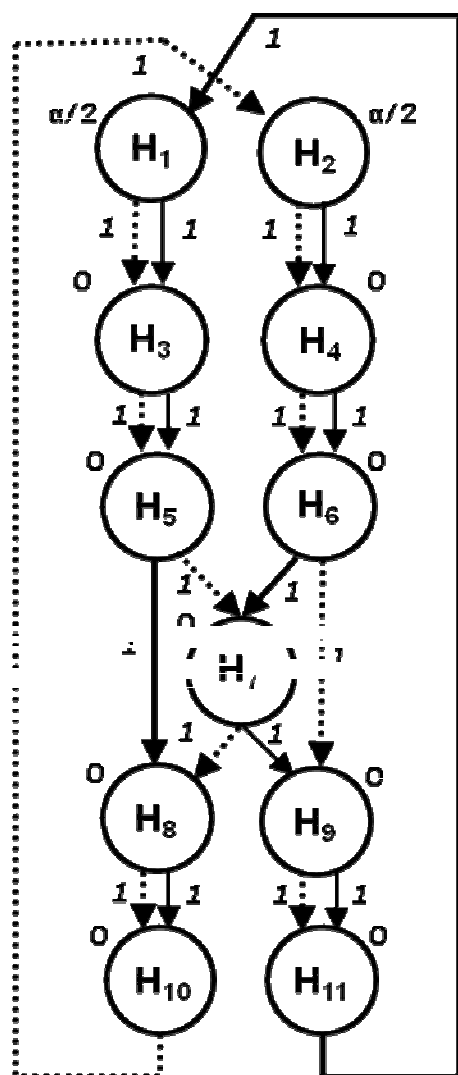 1
1
α/2 H₁ H₂ α/2
1 1 1 1
0 0
H₃ H₄
1 1 1 1
0 0
H₅ H₆
1 1
0
H
0 1 1 0
H₈ H₉
1 1 1 1
0 0
H₁₀ H₁₁